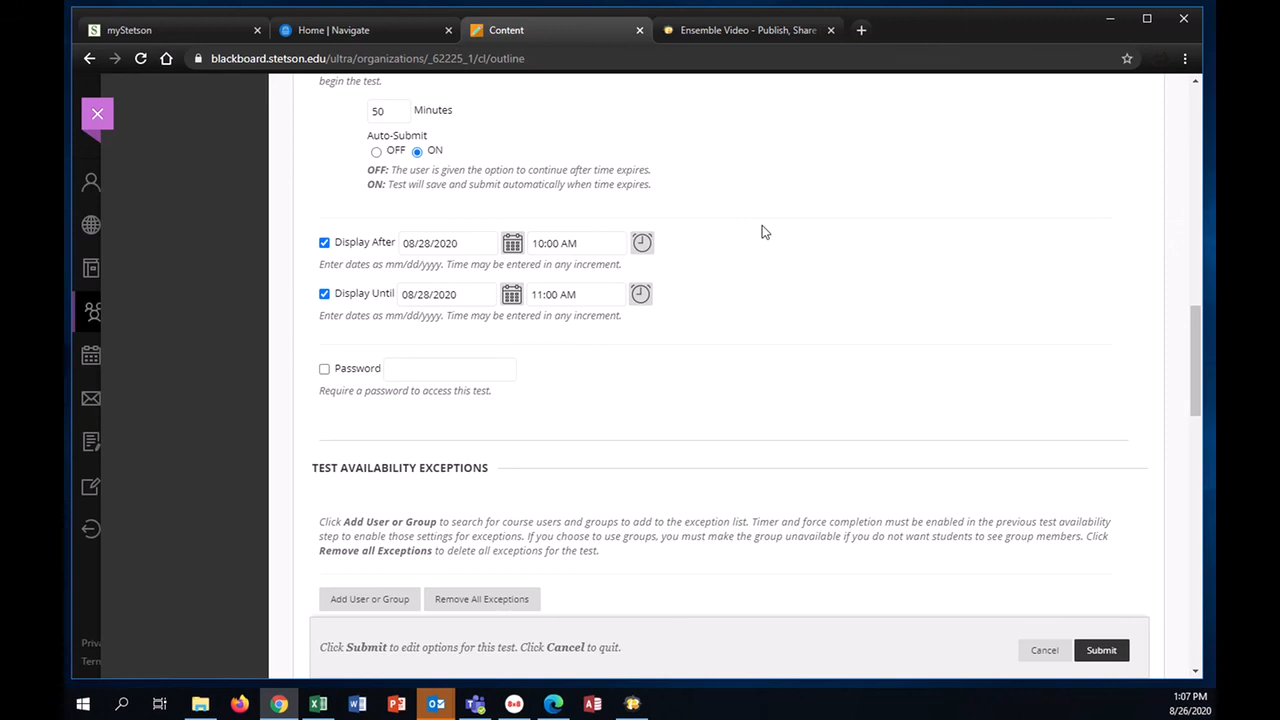 myStetson
Home | Navigate
Content
Ensemble Video - Publish, Share
blackboard.stetson.edu/ultra/organizations/_62225_1/cl/outline
begin the test.
50 Minutes
Auto-Submit
OFF ON
OFF: The user is given the option to continue after time expires.
ON: Test will save and submit automatically when time expires.
Display After 08/28/2020 10:00 AM
Enter dates as mm/dd/yyyy. Time may be entered in any increment.
Display Until 08/28/2020 11:00 AM
Enter dates as mm/dd/yyyy. Time may be entered in any increment.
Password
Require a password to access this test.
TEST AVAILABILITY EXCEPTIONS
Click Add User or Group to search for course users and groups to add to the exception list. Timer and force completion must be enabled in the previous test availability
step to enable those settings for exceptions. If you choose to use groups, you must make the group unavailable if you do not want students to see group members. Click
Remove all Exceptions to delete all exceptions for the test.
Add User or Group Remove All Exceptions
Click Submit to edit options for this test. Click Cancel to quit.
Cancel Submit
Priva
Term
1:07 PM
8/26/2020